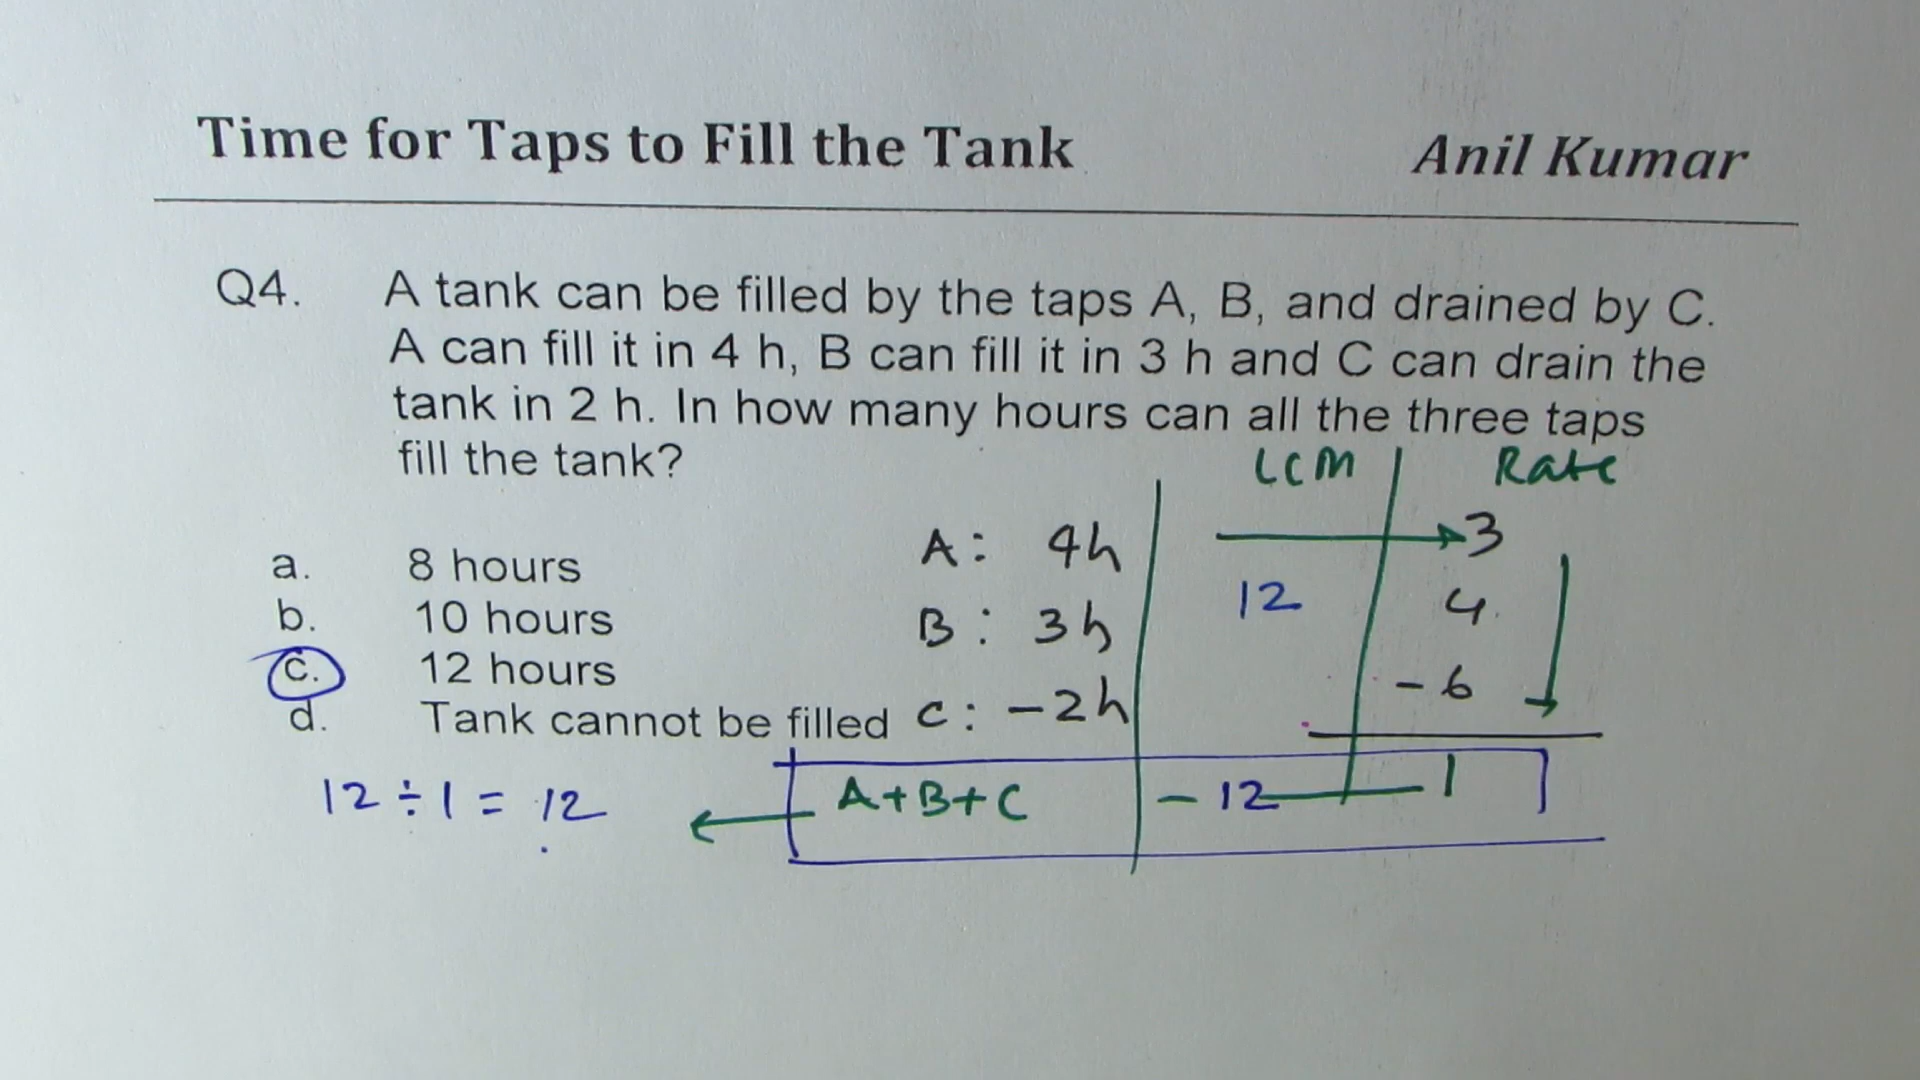 Time for Taps to Fill the Tank Anil Kumar
Q4. A tank can be filled by the taps A, B, and drained by C.
A can fill it in 4 h, B can fill it in 3 h and C can drain the
tank in 2 h. In how many hours can all the three taps
fill the tank?
LCM Rate
a. 8 hours
b. 10 hours
c. 12 hours
d. Tank cannot be filled
A: 4h 3
B: 3h 12 4
C: -2h -6
A+B+C - 12 1
12 ÷ 1 = 12